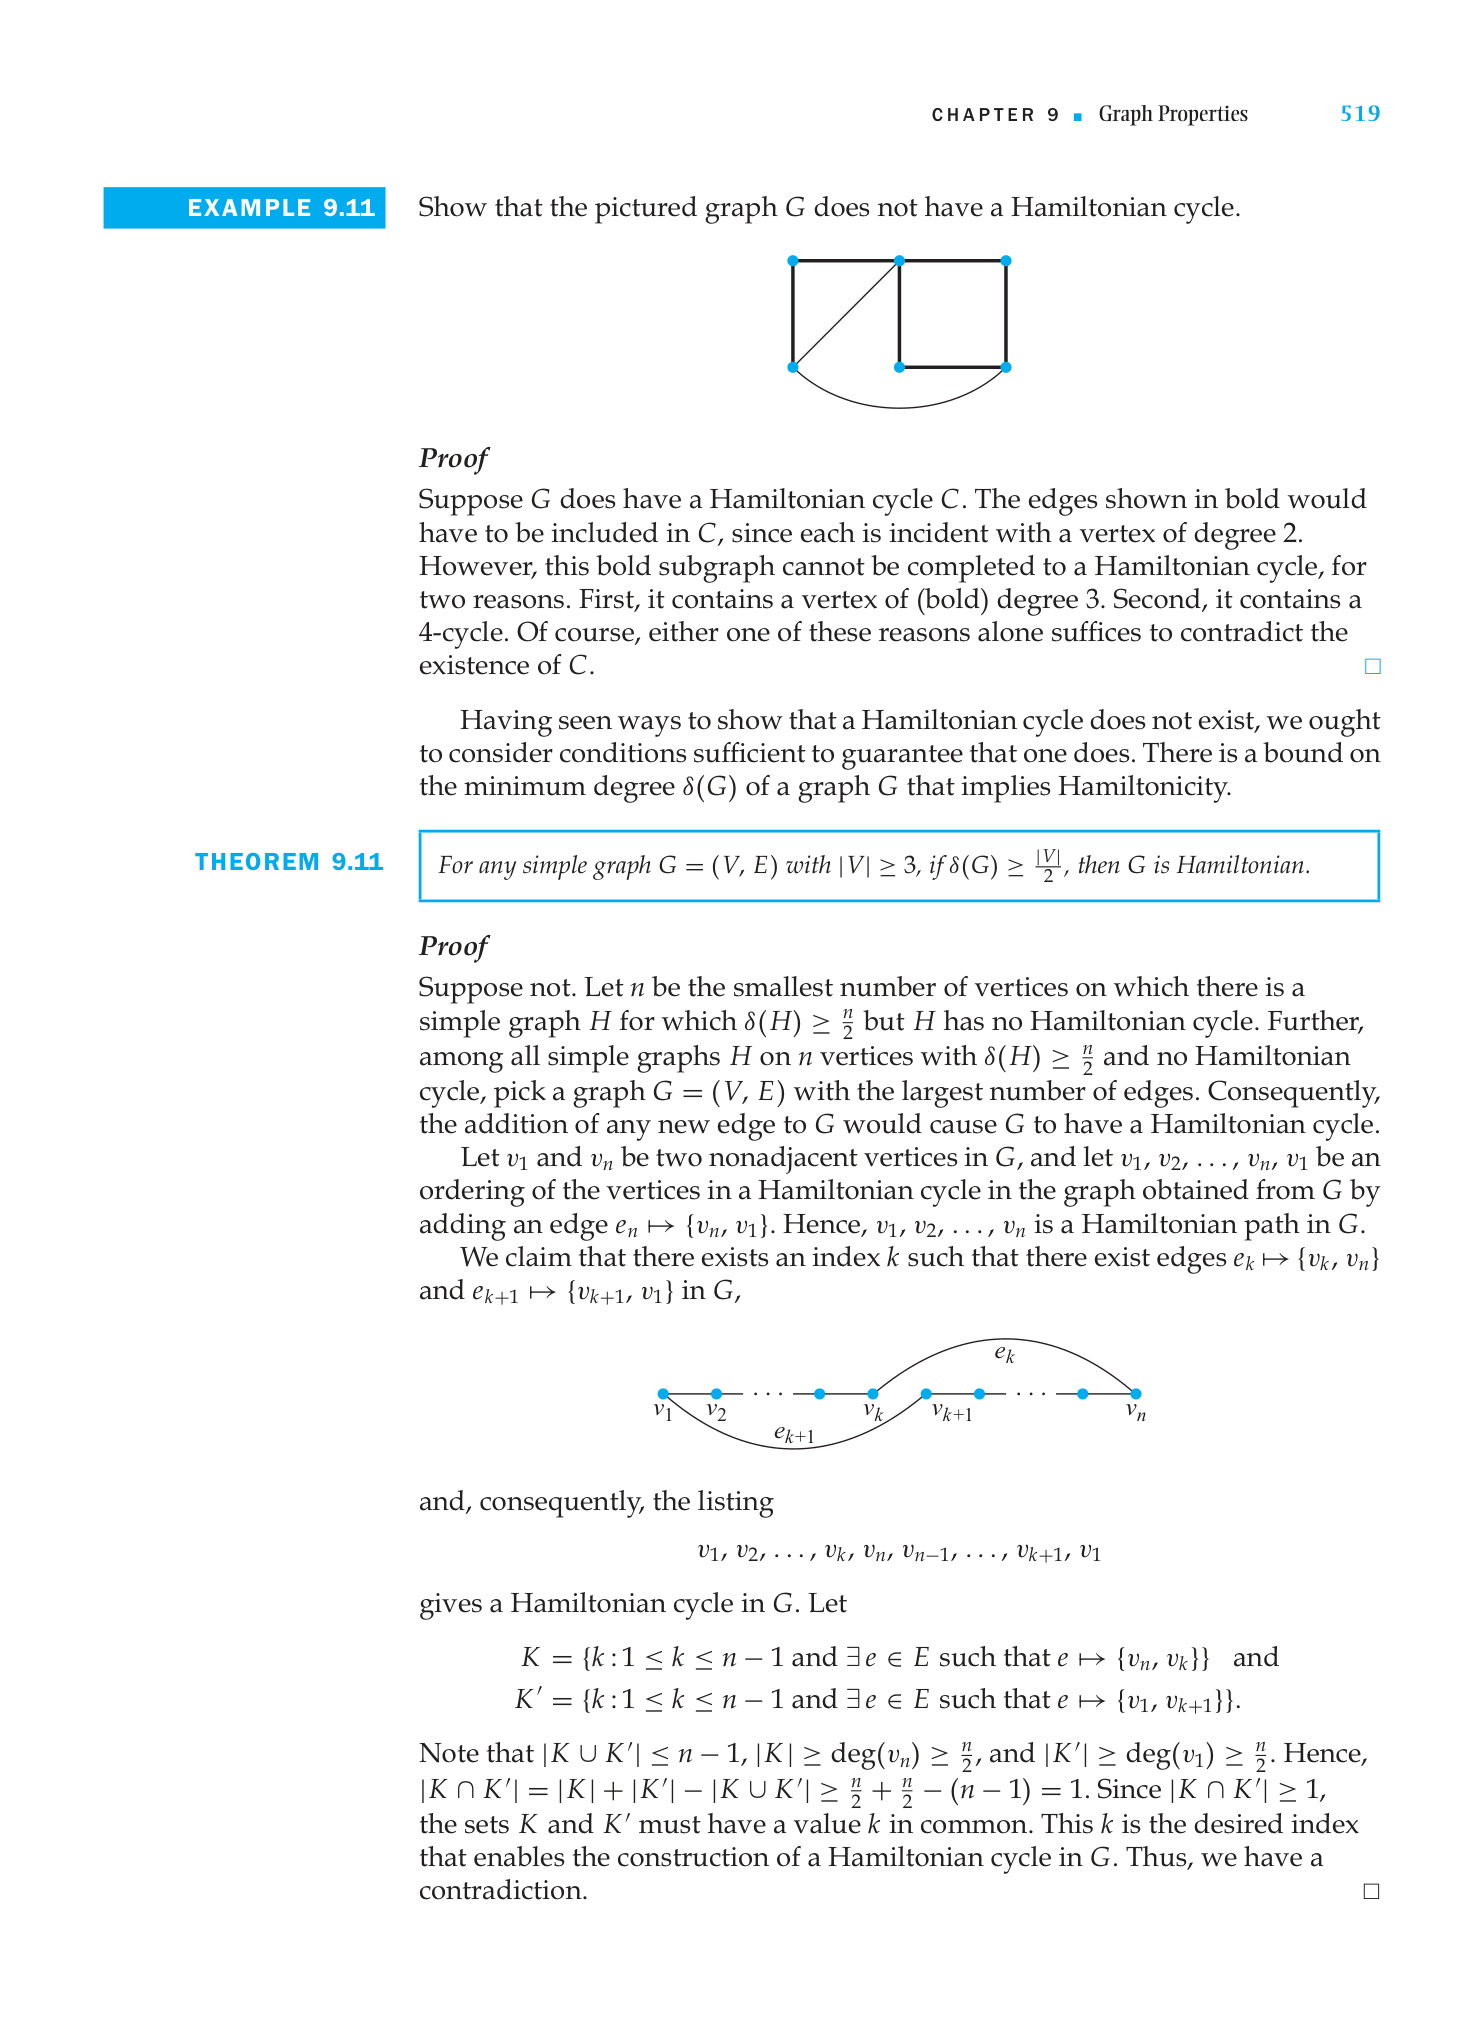 CHAPTER 9 ■ Graph Properties 519
EXAMPLE 9.11 Show that the pictured graph G does not have a Hamiltonian cycle.
Proof
Suppose G does have a Hamiltonian cycle C. The edges shown in bold would
have to be included in C, since each is incident with a vertex of degree 2.
However, this bold subgraph cannot be completed to a Hamiltonian cycle, for
two reasons. First, it contains a vertex of (bold) degree 3. Second, it contains a
4-cycle. Of course, either one of these reasons alone suffices to contradict the
existence of C. □
Having seen ways to show that a Hamiltonian cycle does not exist, we ought
to consider conditions sufficient to guarantee that one does. There is a bound on
the minimum degree δ(G) of a graph G that implies Hamiltonicity.
THEOREM 9.11 For any simple graph G = (V, E) with |V| ≥ 3, if δ(G) ≥ |V|/2, then G is Hamiltonian.
Proof
Suppose not. Let n be the smallest number of vertices on which there is a
simple graph H for which δ(H) ≥ n/2 but H has no Hamiltonian cycle. Further,
among all simple graphs H on n vertices with δ(H) ≥ n/2 and no Hamiltonian
cycle, pick a graph G = (V, E) with the largest number of edges. Consequently,
the addition of any new edge to G would cause G to have a Hamiltonian cycle.
Let v₁ and vₙ be two nonadjacent vertices in G, and let v₁, v₂, . . . , vₙ, v₁ be an
ordering of the vertices in a Hamiltonian cycle in the graph obtained from G by
adding an edge eₙ ↦ {vₙ, v₁}. Hence, v₁, v₂, . . . , vₙ is a Hamiltonian path in G.
We claim that there exists an index k such that there exist edges eₖ ↦ {vₖ, vₙ}
and eₖ₊₁ ↦ {vₖ₊₁, v₁} in G,
eₖ
. . . . . .
v₁ v₂ vₖ vₖ₊₁ vₙ
eₖ₊₁
and, consequently, the listing
v₁, v₂, . . . , vₖ, vₙ, vₙ₋₁, . . . , vₖ₊₁, v₁
gives a Hamiltonian cycle in G. Let
K = {k : 1 ≤ k ≤ n − 1 and ∃ e ∈ E such that e ↦ {vₙ, vₖ}} and
K′ = {k : 1 ≤ k ≤ n − 1 and ∃ e ∈ E such that e ↦ {v₁, vₖ₊₁}}.
Note that |K ∪ K′| ≤ n − 1, |K| ≥ deg(vₙ) ≥ n/2, and |K′| ≥ deg(v₁) ≥ n/2. Hence,
|K ∩ K′| = |K| + |K′| − |K ∪ K′| ≥ n/2 + n/2 − (n − 1) = 1. Since |K ∩ K′| ≥ 1,
the sets K and K′ must have a value k in common. This k is the desired index
that enables the construction of a Hamiltonian cycle in G. Thus, we have a
contradiction. □